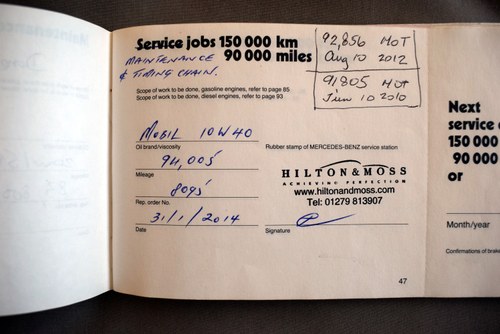 Service jobs 150 000 km
90 000 miles
MAINTENANCE
& TIMING CHAIN.
92,856 MOT
Aug 10 2012
91805 MOT
Jun 10 2010
Scope of work to be done, gasoline engines, refer to page 85
Scope of work to be done, diesel engines, refer to page 93
MOBIL 10W40
Oil brand/viscosity
94,005
Mileage
8095
Rep. order No.
31/1/2014
Date
Rubber stamp of MERCEDES-BENZ service station
HILTON & MOSS
ACHIEVING PERFECTION
www.hiltonandmoss.com
Tel: 01279 813907
Signature
47
Next
service
150 000
90 000
or
Month/year
Confirmations of brake